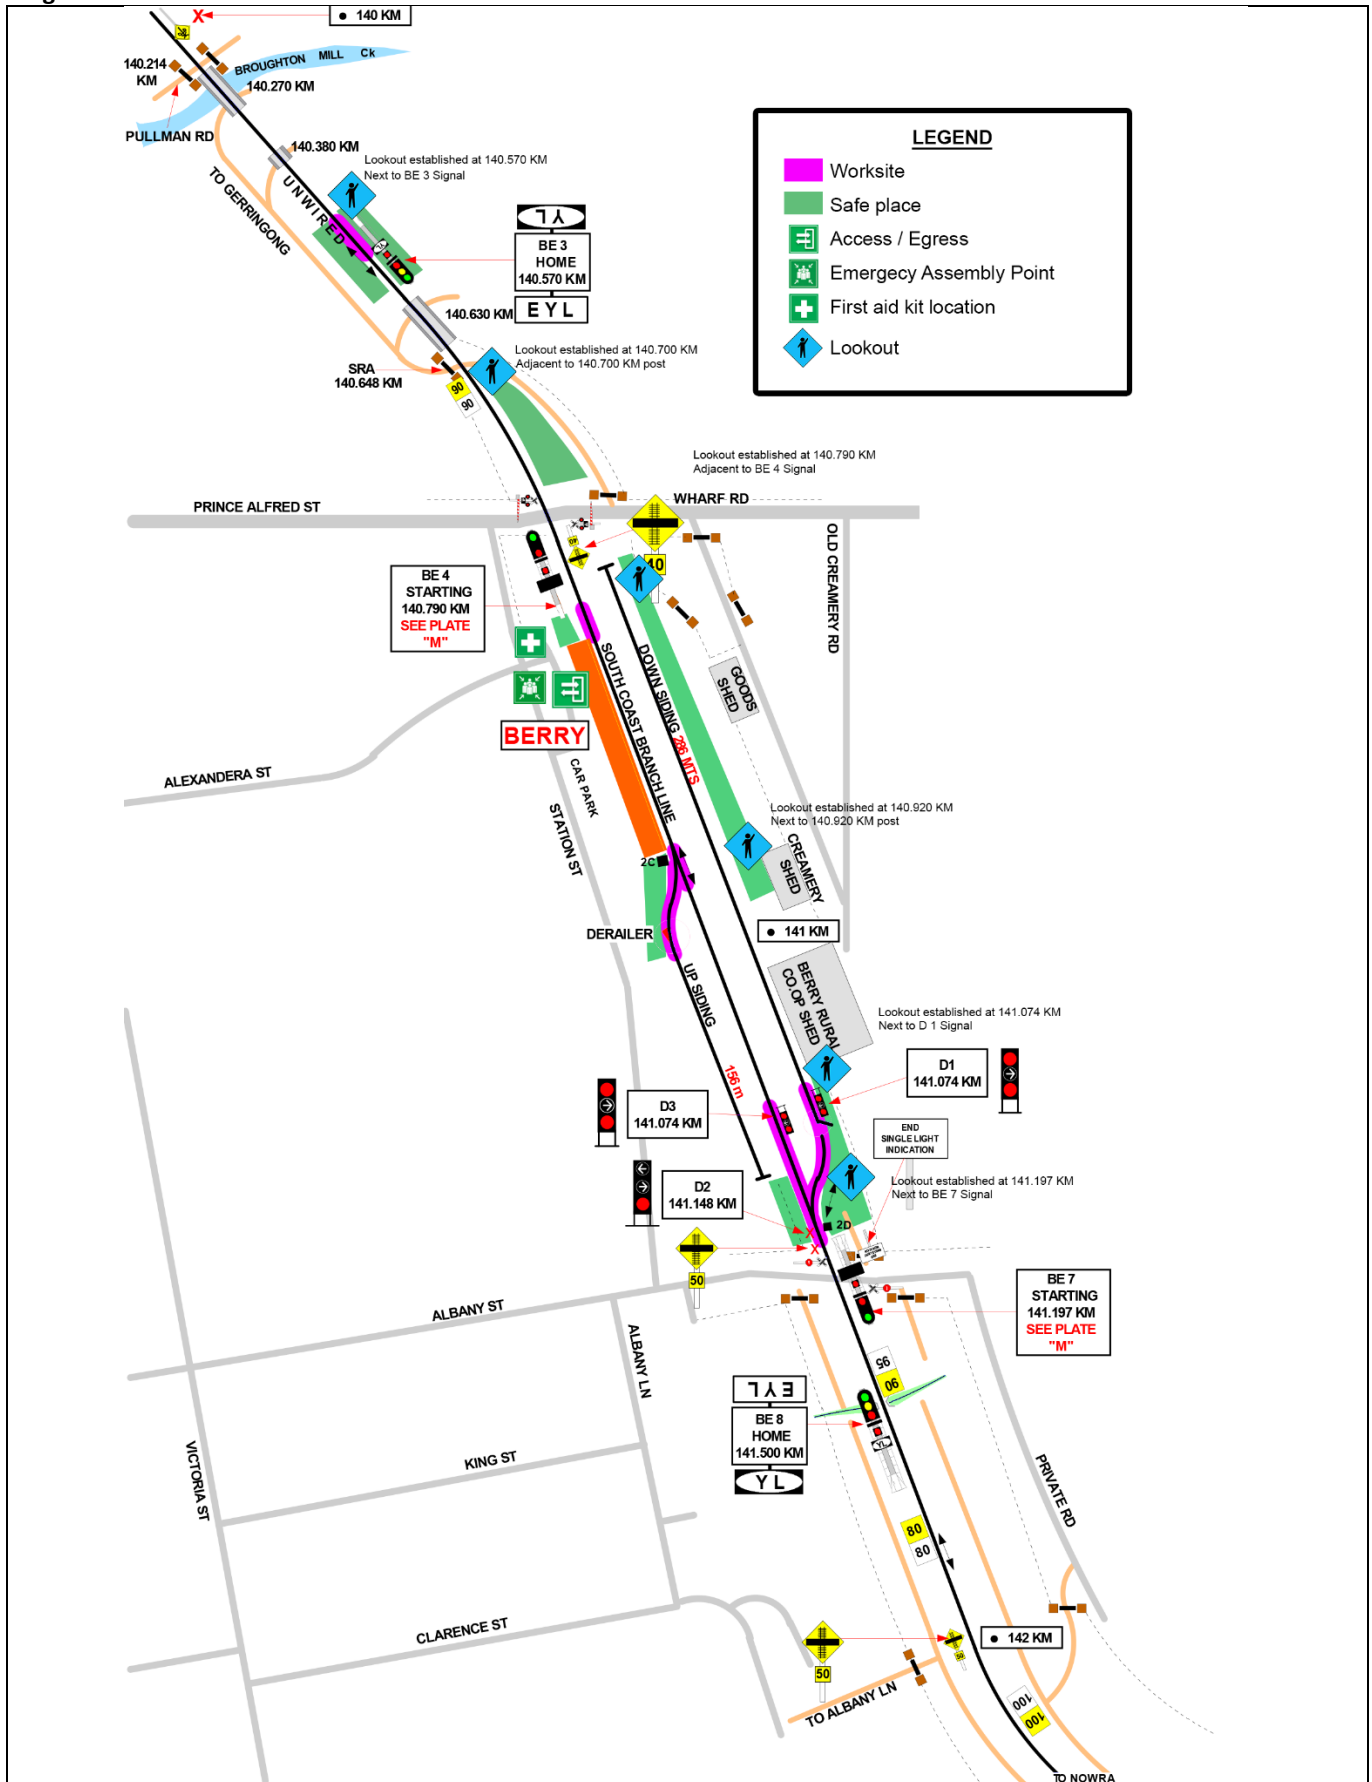 140 KM
BROUGHTON MILL Ck
140.214
KM
140.270 KM
PULLMAN RD
140.380 KM
Lookout established at 140.570 KM
Next to BE 3 Signal
TO GERRINGONG
UNWIRED
YL
BE 3
HOME
140.570 KM
EYL
140.630 KM
SRA
140.648 KM
Lookout established at 140.700 KM
Adjacent to 140.700 KM post
90
90
LEGEND
Worksite
Safe place
Access / Egress
Emergecy Assembly Point
First aid kit location
Lookout
Lookout established at 140.790 KM
Adjacent to BE 4 Signal
PRINCE ALFRED ST
WHARF RD
40
OLD CREAMERY RD
BE 4
STARTING
140.790 KM
SEE PLATE
"M"
SOUTH COAST BRANCH LINE
DOWN SIDING 286 MTS
GOODS
SHED
BERRY
CAR PARK
ALEXANDERA ST
STATION ST
Lookout established at 140.920 KM
Next to 140.920 KM post
CREAMERY
SHED
2C
DERAILER
141 KM
UP SIDING
156 m
BERRY RURAL
CO.OP SHED
Lookout established at 141.074 KM
Next to D 1 Signal
D1
141.074 KM
D3
141.074 KM
END
SINGLE LIGHT
INDICATION
D2
141.148 KM
Lookout established at 141.197 KM
Next to BE 7 Signal
2D
50
ALBANY ST
ALBANY LN
BE 7
STARTING
141.197 KM
SEE PLATE
"M"
95
90
EYL
BE 8
HOME
141.500 KM
YL
YL
VICTORIA ST
KING ST
PRIVATE RD
80
80
CLARENCE ST
142 KM
50
50
TO ALBANY LN
100
100
TO NOWRA